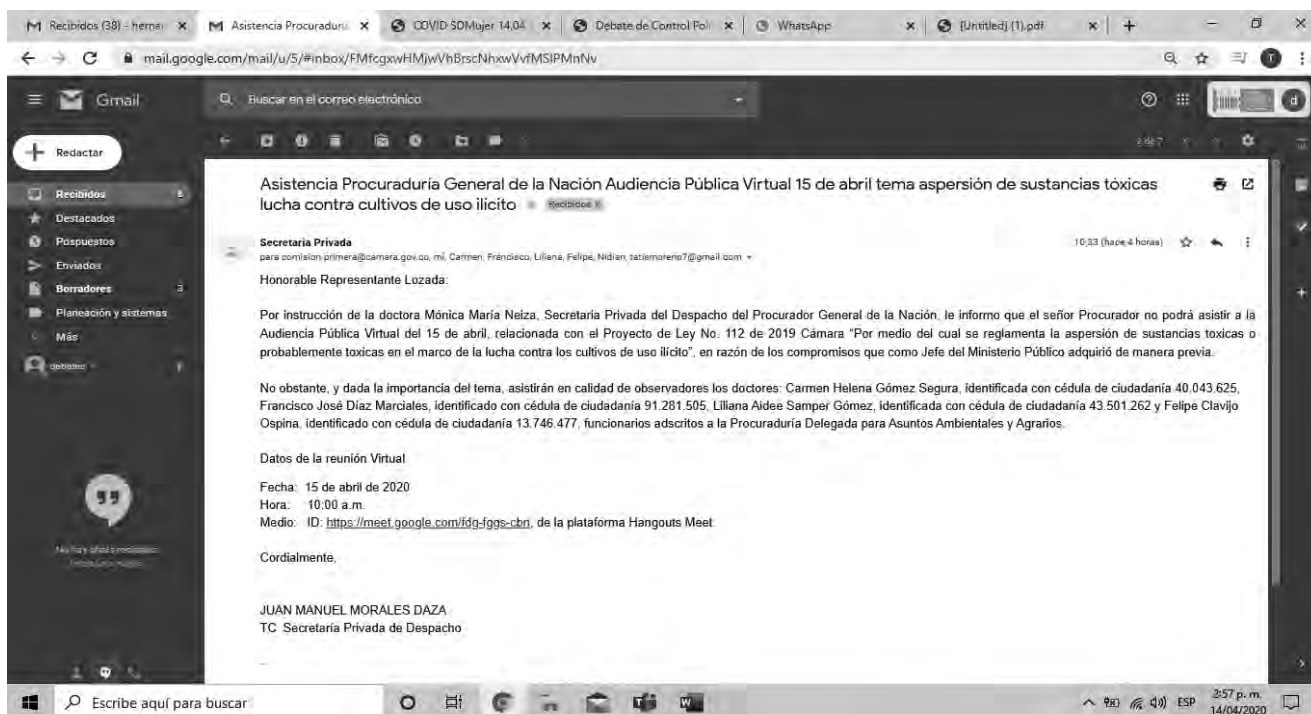 Recibidos (38) - hernar
Asistencia Procuraduria
COVID SDMujer 14.04
Debate de Control Poli
WhatsApp
[Untitled] (1).pdf
mail.google.com/mail/u/5/#inbox/FMfcgxwHMjwVhBrscNhxwVvfMSlPMnNv
T
Gmail
Buscar en el correo electrónico
d
Redactar
2 de 7
Recibidos
Destacados
Pospuestos
Enviados
Borradores 3
Planeación y sistemas
Más
debates
Asistencia Procuraduría General de la Nación Audiencia Pública Virtual 15 de abril tema aspersión de sustancias tóxicas
lucha contra cultivos de uso ilícito Recibidos x
Secretaria Privada
10:33 (hace 4 horas)
para comision.primera@camara.gov.co, mí, Carmen, Francisco, Liliana, Felipe, Nidian, tatismoreno7@gmail.com
Honorable Representante Lozada:
Por instrucción de la doctora Mónica María Neiza, Secretaria Privada del Despacho del Procurador General de la Nación, le informo que el señor Procurador no podrá asistir a la
Audiencia Pública Virtual del 15 de abril, relacionada con el Proyecto de Ley No. 112 de 2019 Cámara "Por medio del cual se reglamenta la aspersión de sustancias toxicas o
probablemente toxicas en el marco de la lucha contra los cultivos de uso ilícito", en razón de los compromisos que como Jefe del Ministerio Público adquirió de manera previa.
No obstante, y dada la importancia del tema, asistirán en calidad de observadores los doctores: Carmen Helena Gómez Segura, identificada con cédula de ciudadanía 40.043.625,
Francisco José Díaz Marciales, identificado con cédula de ciudadanía 91.281.505, Liliana Aidee Samper Gómez, identificada con cédula de ciudadanía 43.501.262 y Felipe Clavijo
Ospina, identificado con cédula de ciudadanía 13.746.477, funcionarios adscritos a la Procuraduría Delegada para Asuntos Ambientales y Agrarios.
Datos de la reunión Virtual
Fecha: 15 de abril de 2020
Hora: 10:00 a.m.
Medio: ID: https://meet.google.com/fdg-fggs-cbn, de la plataforma Hangouts Meet
Cordialmente,
JUAN MANUEL MORALES DAZA
TC Secretaría Privada de Despacho
--
Escribe aquí para buscar
ESP
2:57 p. m.
14/04/2020